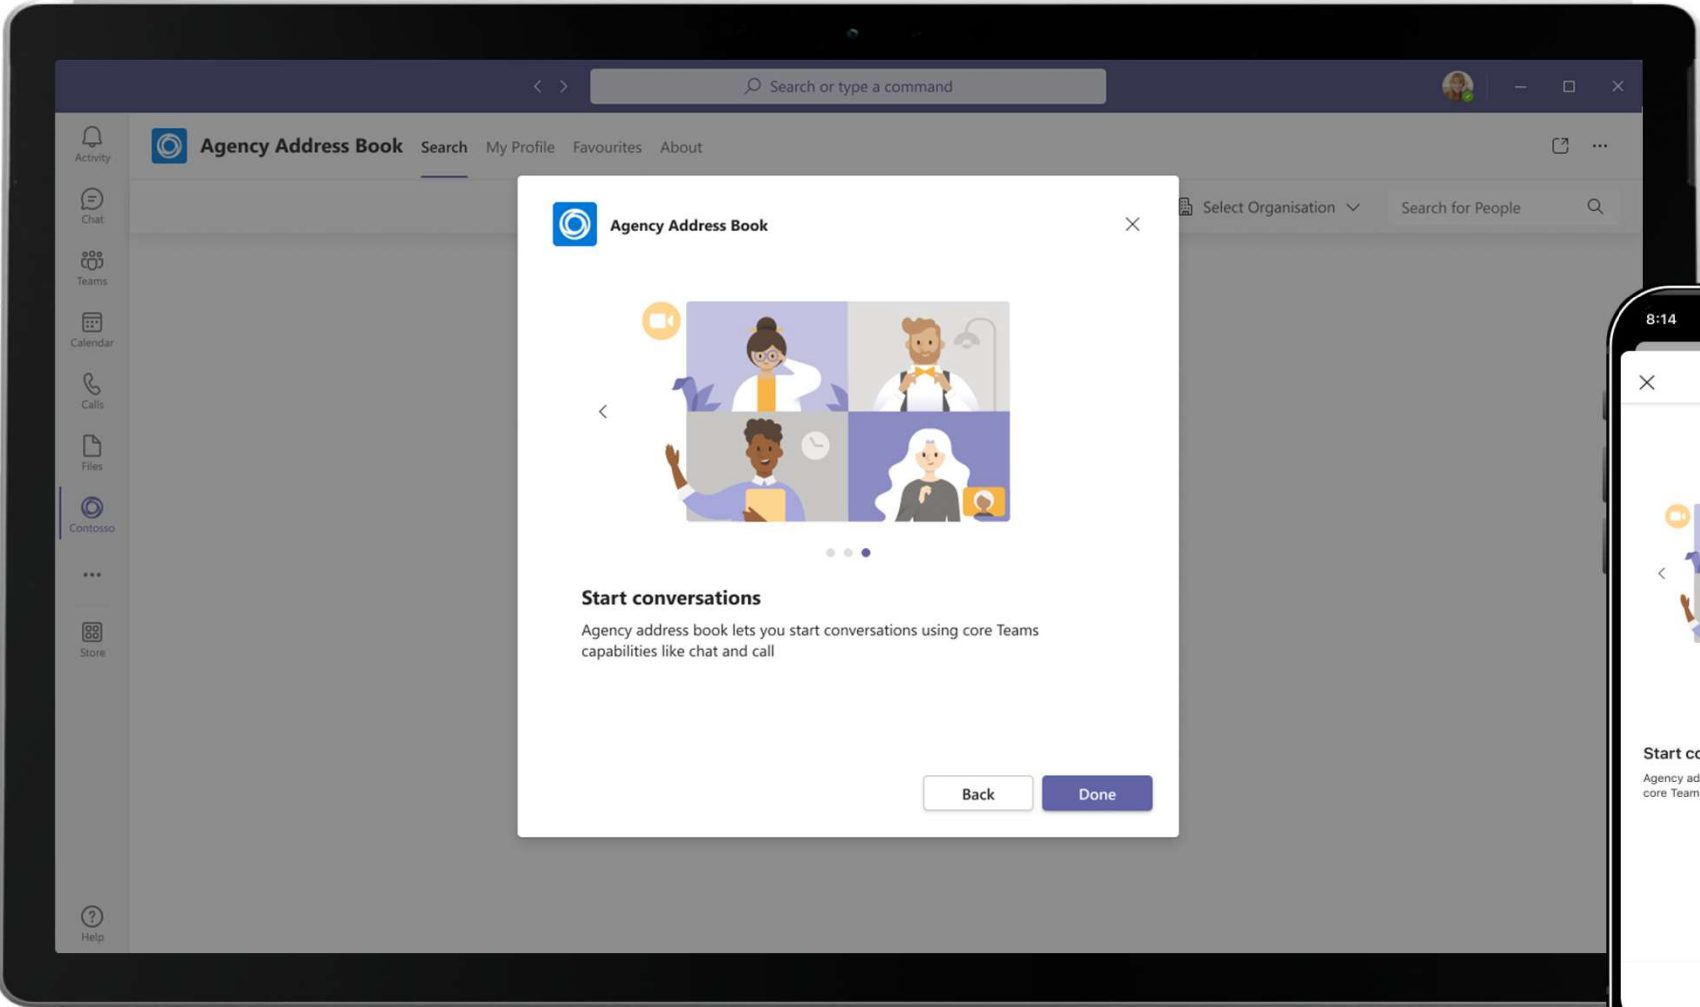 Search or type a command
Activity
Agency Address Book
Search
My Profile
Favourites
About
Chat
Select Organisation
Search for People
Teams
Calendar
Calls
Files
Contosso
Store
Help
Agency Address Book
Start conversations
Agency address book lets you start conversations using core Teams
capabilities like chat and call
Back
Done
8:14
Start co
Agency ad
core Team